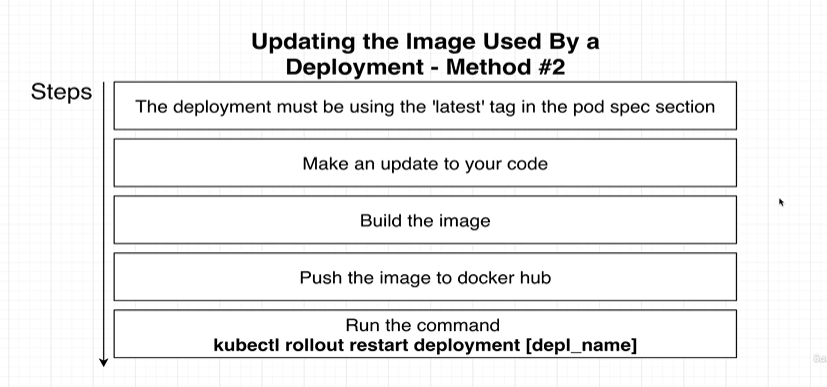 Updating the Image Used By a
Deployment - Method #2
Steps
The deployment must be using the 'latest' tag in the pod spec section
Make an update to your code
Build the image
Push the image to docker hub
Run the command
kubectl rollout restart deployment [depl_name]